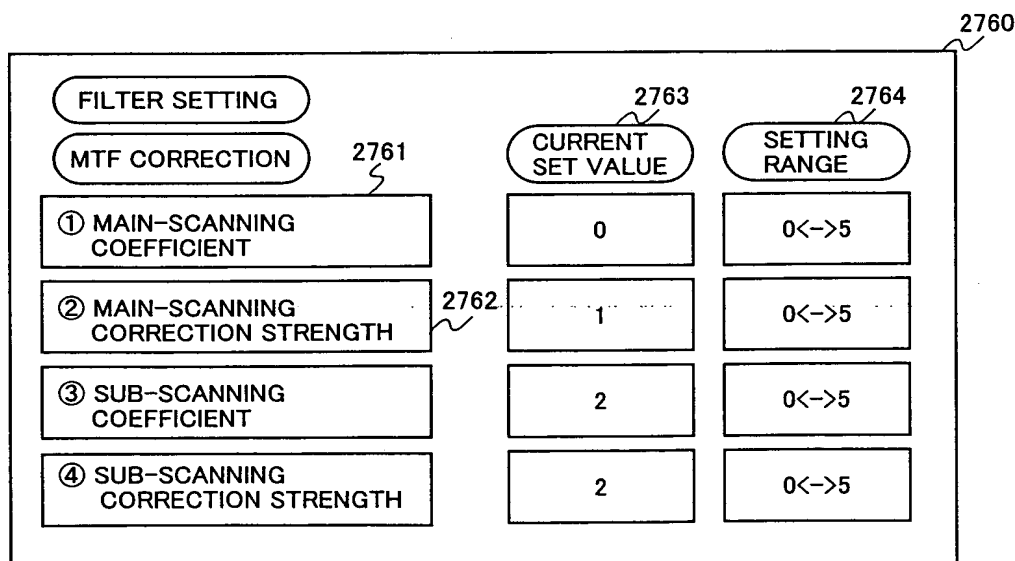 2760
FILTER SETTING
MTF CORRECTION
2761
2763
CURRENT
SET VALUE
2764
SETTING
RANGE
① MAIN-SCANNING
COEFFICIENT
0
0<->5
② MAIN-SCANNING
CORRECTION STRENGTH
2762
1
0<->5
③ SUB-SCANNING
COEFFICIENT
2
0<->5
④ SUB-SCANNING
CORRECTION STRENGTH
2
0<->5